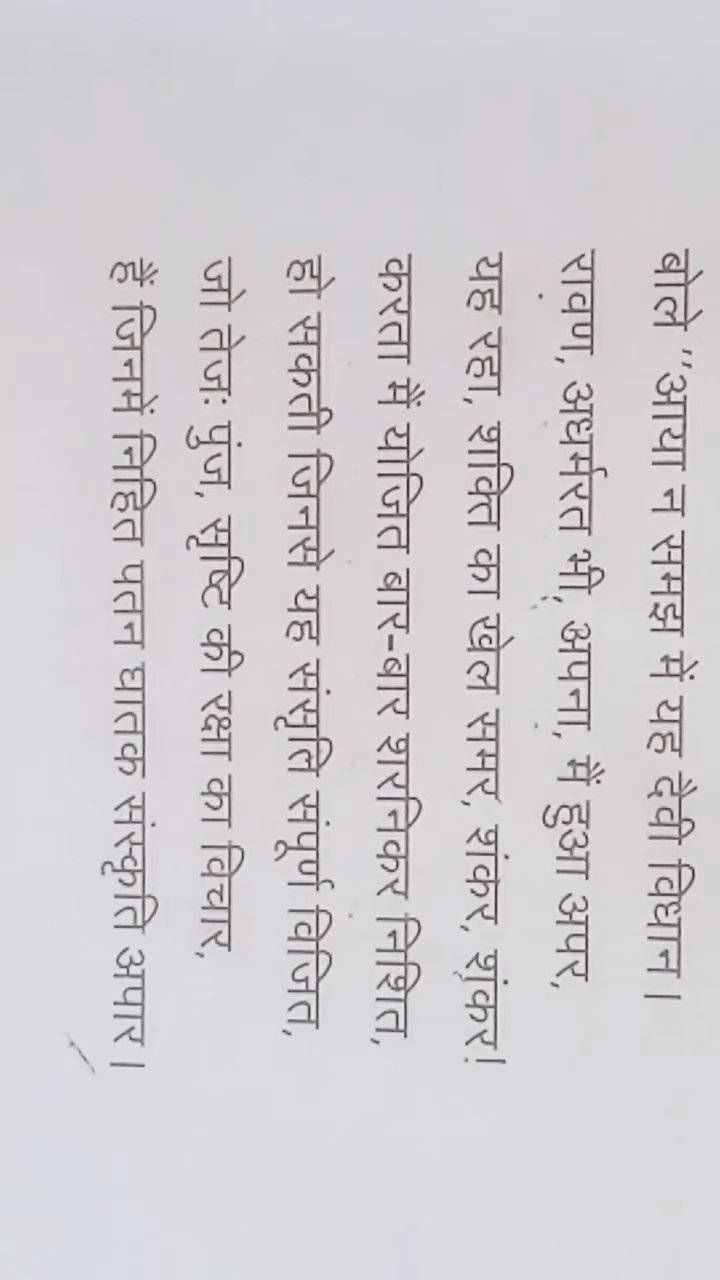 बोले "आया न समझ में यह दैवी विधान।
रावण, अधर्मरत भी, अपना, मैं हुआ अपर,
यह रहा, शक्ति का खेल समर, शंकर, शंकर!
करता मैं योजित बार-बार शरनिकर निशित,
हो सकती जिनसे यह संसृति संपूर्ण विजित,
जो तेजः पुंज, सृष्टि की रक्षा का विचार,
हैं जिनमें निहित पतन घातक संस्कृति अपार।